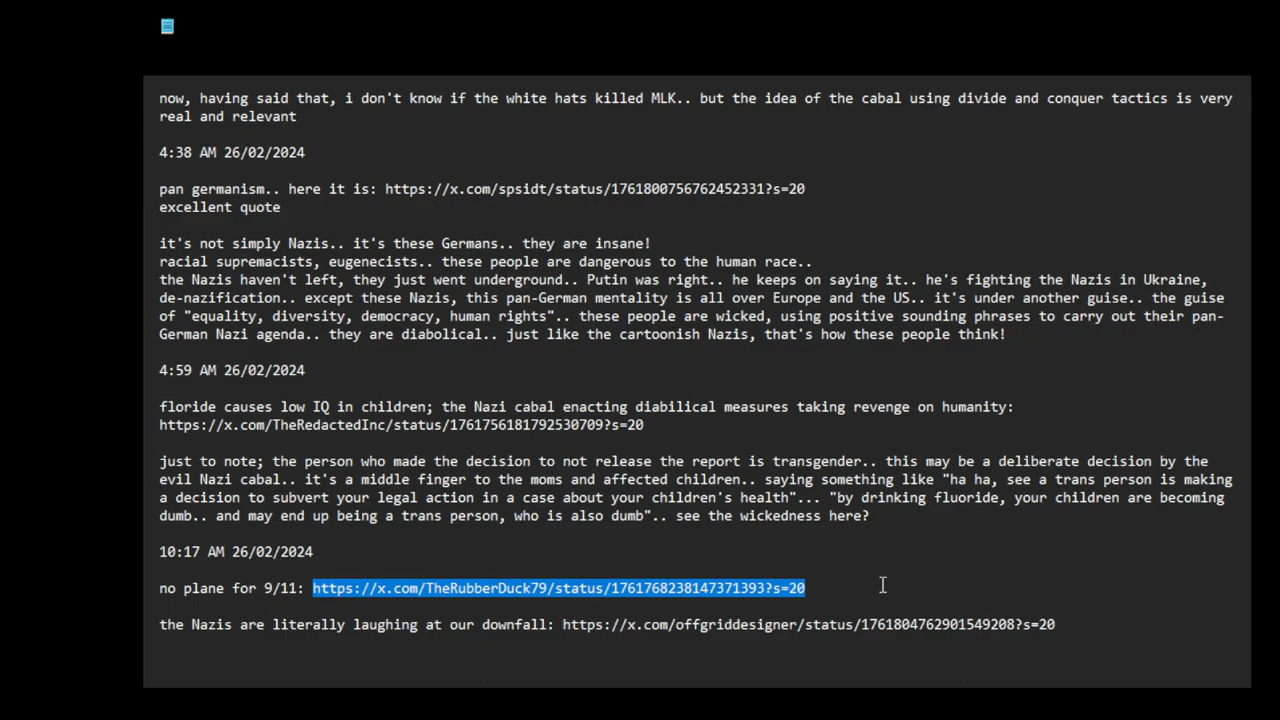 now, having said that, i don't know if the white hats killed MLK.. but the idea of the cabal using divide and conquer tactics is very
real and relevant
4:38 AM 26/02/2024
pan germanism.. here it is: https://x.com/spsidt/status/1761800756762452331?s=20
excellent quote
it's not simply Nazis.. it's these Germans.. they are insane!
racial supremacists, eugenecists.. these people are dangerous to the human race..
the Nazis haven't left, they just went underground.. Putin was right.. he keeps on saying it.. he's fighting the Nazis in Ukraine,
de-nazification.. except these Nazis, this pan-German mentality is all over Europe and the US.. it's under another guise.. the guise
of "equality, diversity, democracy, human rights".. these people are wicked, using positive sounding phrases to carry out their pan-
German Nazi agenda.. they are diabolical.. just like the cartoonish Nazis, that's how these people think!
4:59 AM 26/02/2024
floride causes low IQ in children; the Nazi cabal enacting diabilical measures taking revenge on humanity:
https://x.com/TheRedactedInc/status/1761756181792530709?s=20
just to note; the person who made the decision to not release the report is transgender.. this may be a deliberate decision by the
evil Nazi cabal.. it's a middle finger to the moms and affected children.. saying something like "ha ha, see a trans person is making
a decision to subvert your legal action in a case about your children's health"... "by drinking fluoride, your children are becoming
dumb.. and may end up being a trans person, who is also dumb".. see the wickedness here?
10:17 AM 26/02/2024
no plane for 9/11: https://x.com/TheRubberDuck79/status/1761768238147371393?s=20
the Nazis are literally laughing at our downfall: https://x.com/offgriddesigner/status/1761804762901549208?s=20